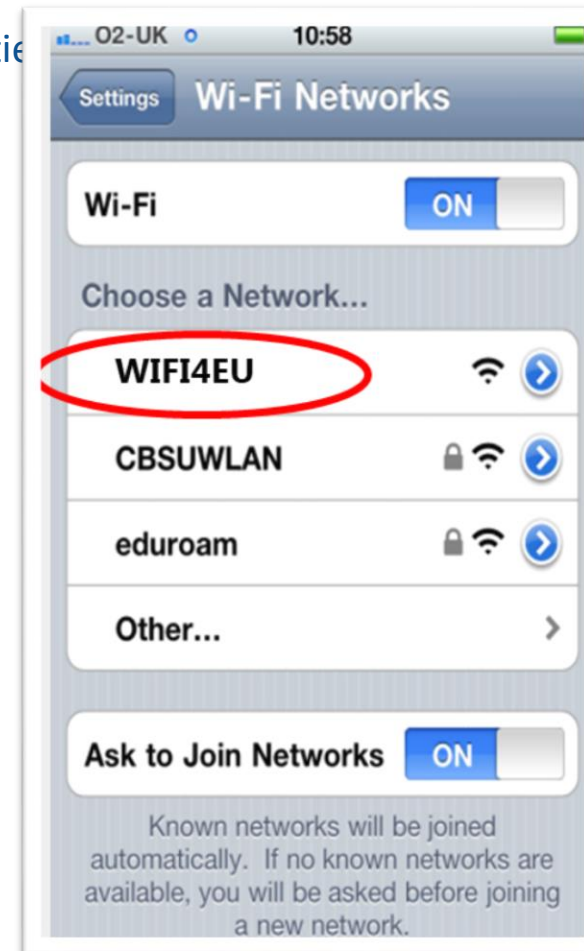 tie
O2-UK 10:58
Settings Wi-Fi Networks
Wi-Fi ON
Choose a Network...
WIFI4EU
CBSUWLAN
eduroam
Other...
Ask to Join Networks ON
Known networks will be joined
automatically. If no known networks are
available, you will be asked before joining
a new network.